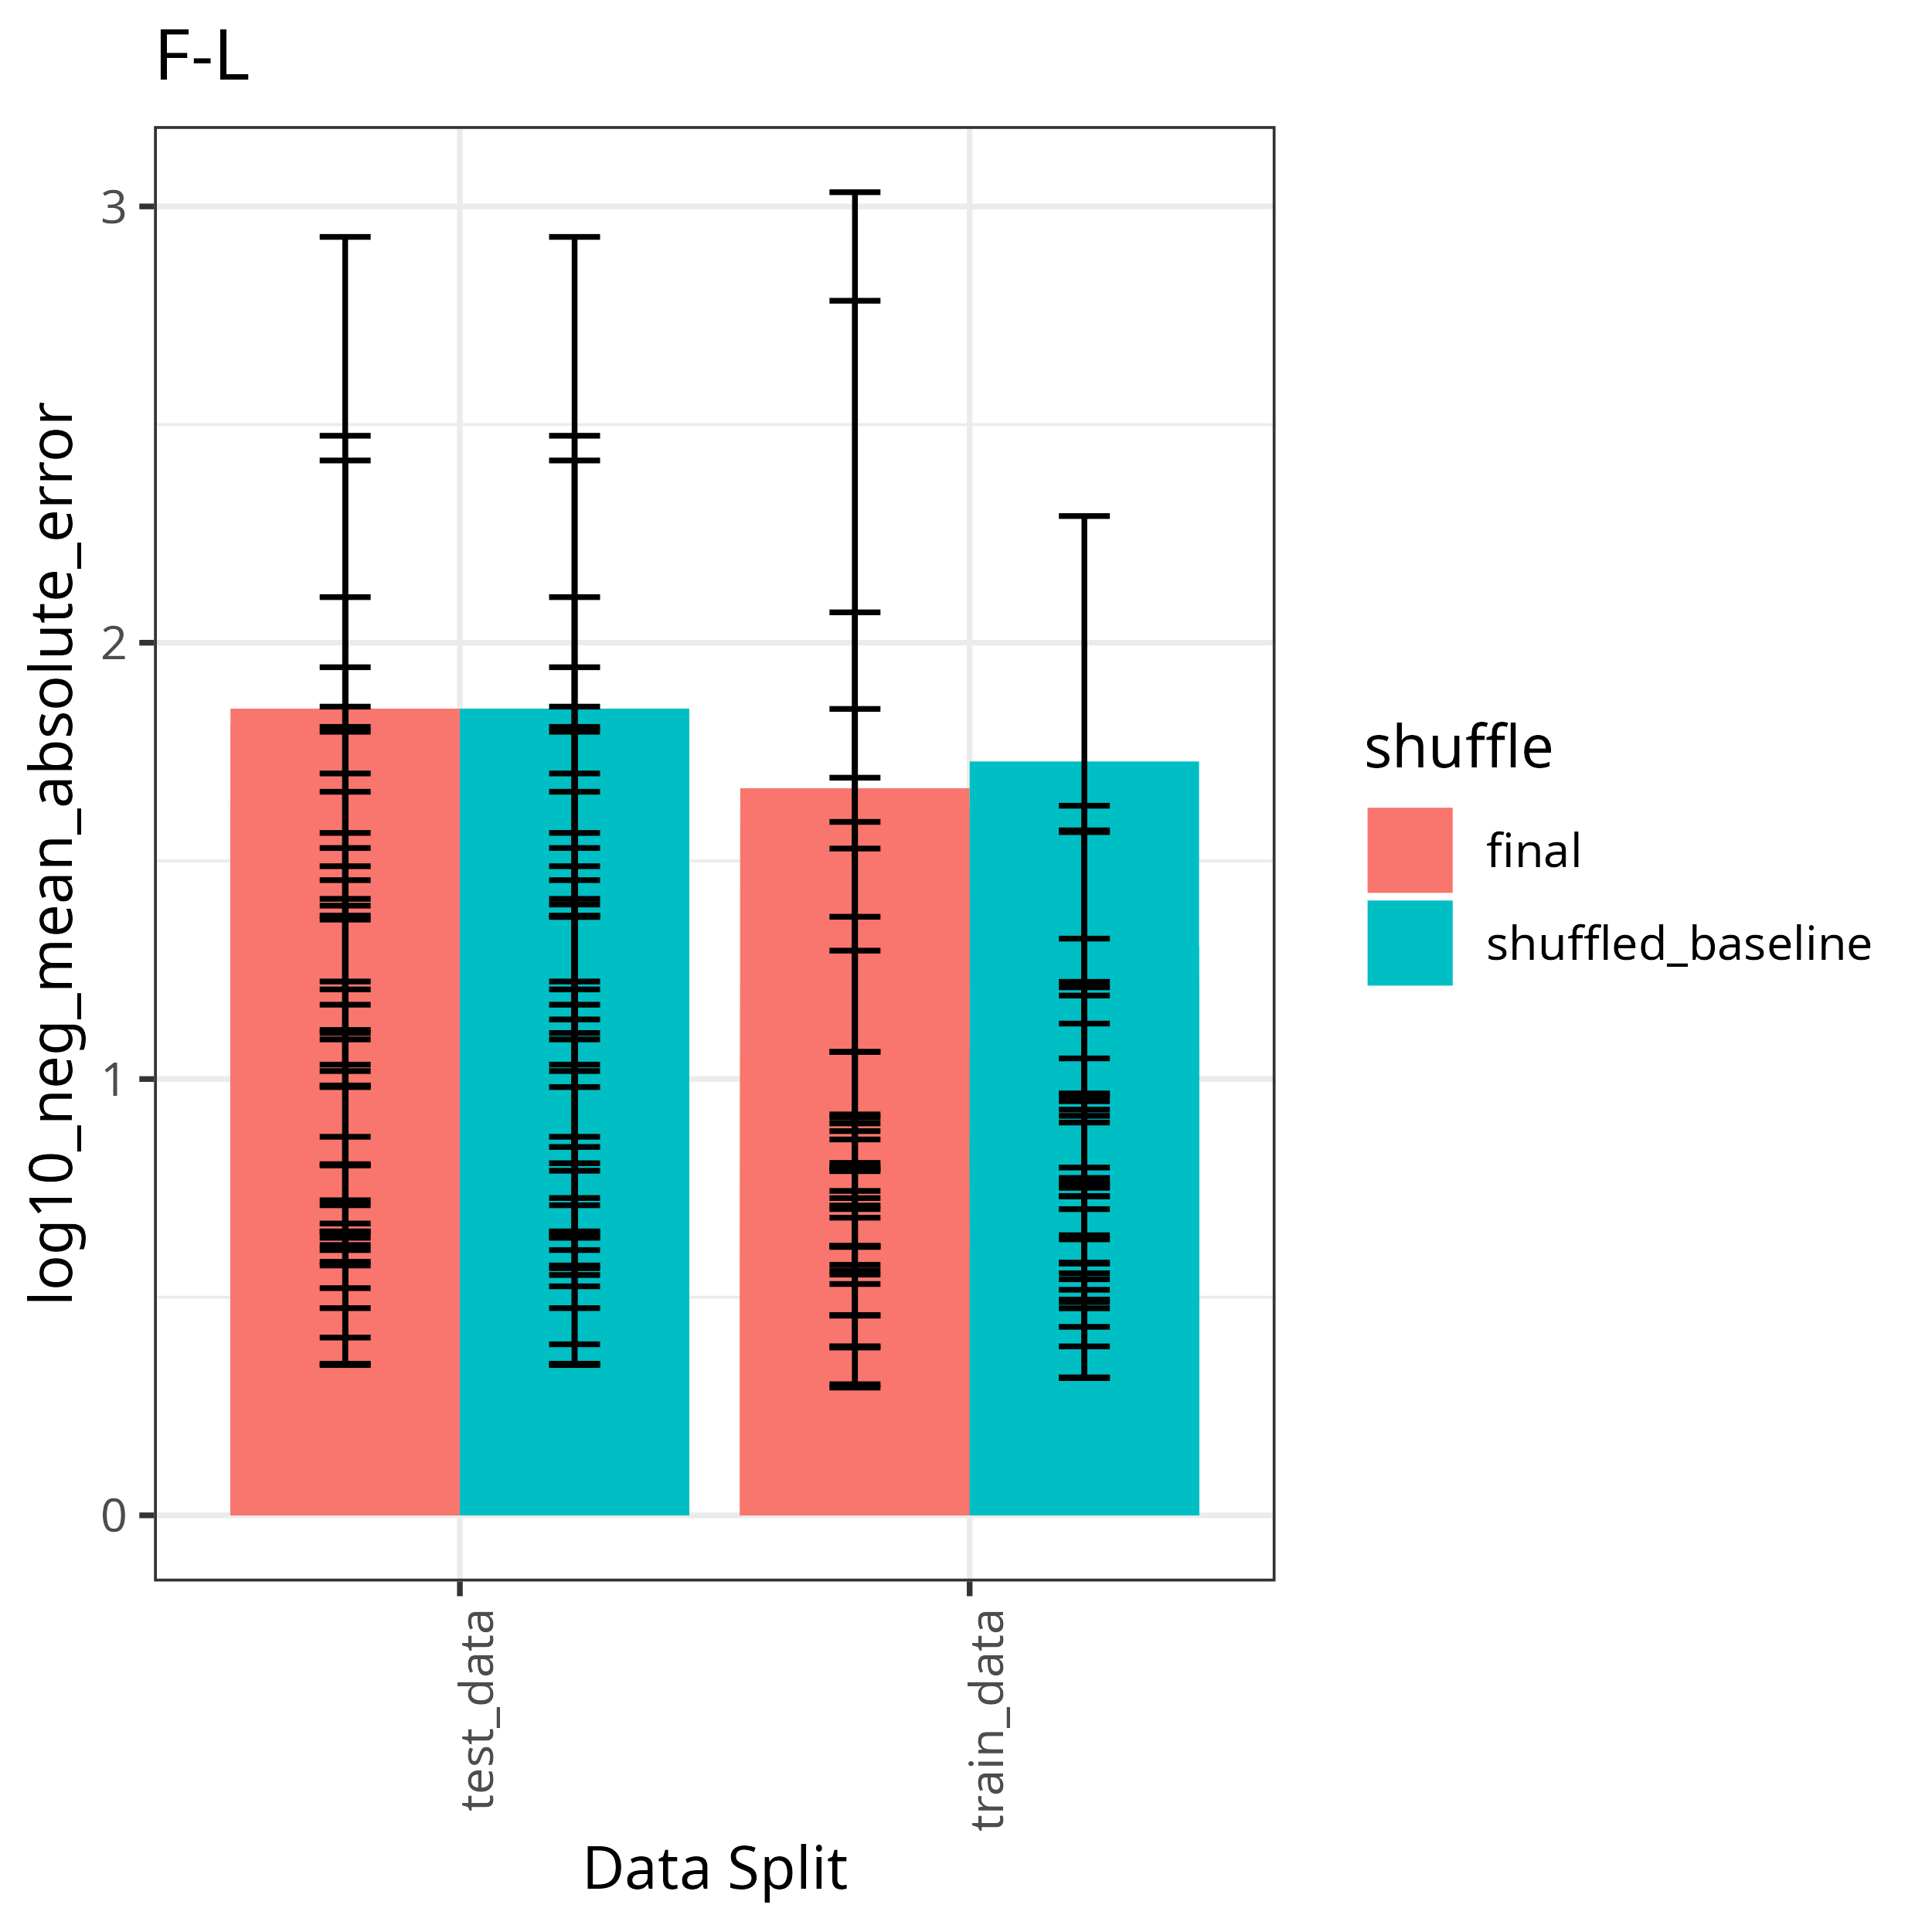 F-L
log10_neg_mean_absolute_error
3
2
1
0
test_data
train_data
Data Split
shuffle
final
shuffled_baseline